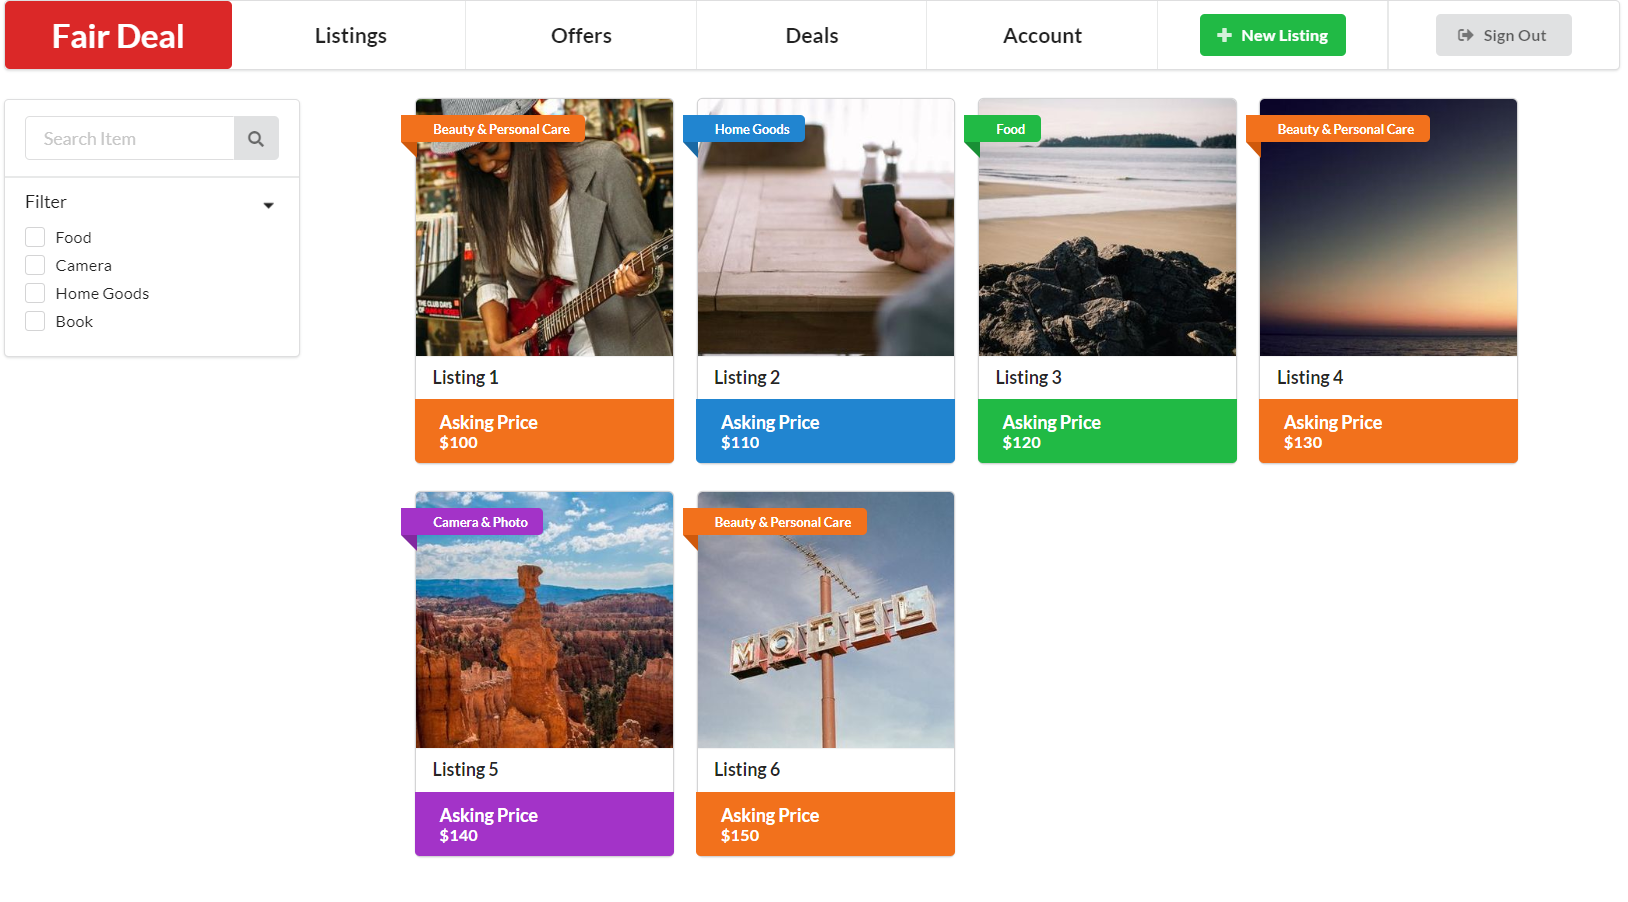 Fair Deal
Listings
Offers
Deals
Account
New Listing
Sign Out
Search Item
Filter
Food
Camera
Home Goods
Book
Beauty & Personal Care
THE CLUB DAYS
Listing 1
Asking Price
$100
Home Goods
Listing 2
Asking Price
$110
Food
Listing 3
Asking Price
$120
Beauty & Personal Care
Listing 4
Asking Price
$130
Camera & Photo
Listing 5
Asking Price
$140
Beauty & Personal Care
MOTEL
Listing 6
Asking Price
$150